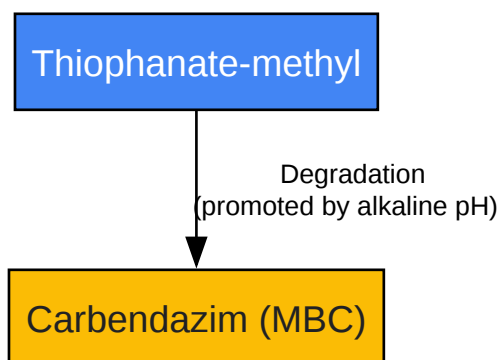 Thiophanate-methyl
Degradation
(promoted by alkaline pH)
Carbendazim (MBC)